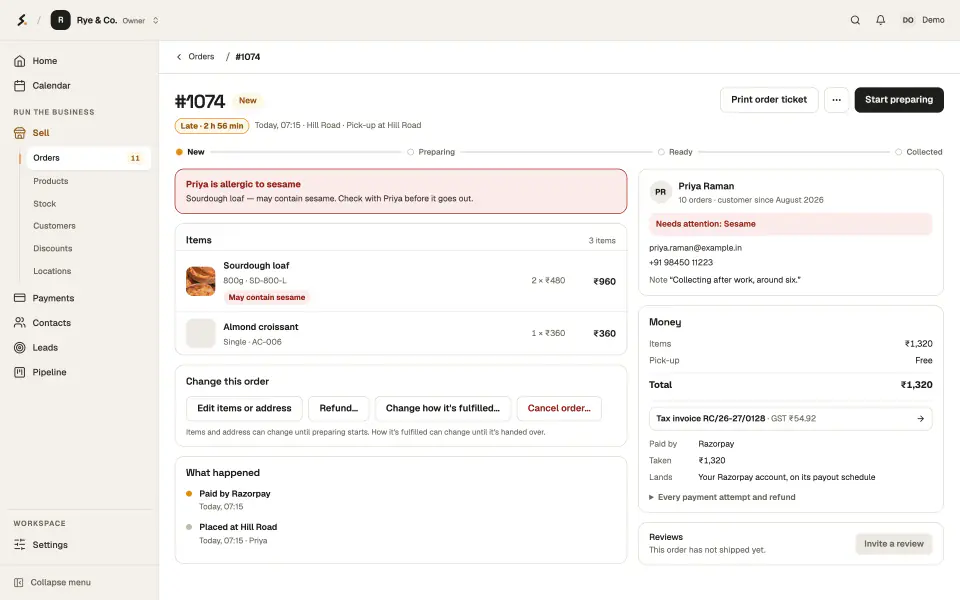 / R Rye & Co. Owner
DO Demo
Home
Calendar
RUN THE BUSINESS
Sell
Orders 11
Products
Stock
Customers
Discounts
Locations
Payments
Contacts
Leads
Pipeline
WORKSPACE
Settings
Collapse menu
Orders / #1074
#1074 New
Late · 2 h 56 min Today, 07:15 · Hill Road · Pick-up at Hill Road
Print order ticket ... Start preparing
New Preparing Ready Collected
Priya is allergic to sesame
Sourdough loaf — may contain sesame. Check with Priya before it goes out.
Items 3 items
Sourdough loaf
800g · SD-800-L 2 × ₹480 ₹960
May contain sesame
Almond croissant
Single · AC-006 1 × ₹360 ₹360
Change this order
Edit items or address Refund... Change how it's fulfilled... Cancel order...
Items and address can change until preparing starts. How it's fulfilled can change until it's handed over.
What happened
Paid by Razorpay
Today, 07:15
Placed at Hill Road
Today, 07:15 · Priya
PR Priya Raman
10 orders · customer since August 2026
Needs attention: Sesame
priya.raman@example.in
+91 98450 11223
Note "Collecting after work, around six."
Money
Items ₹1,320
Pick-up Free
Total ₹1,320
Tax invoice RC/26-27/0128 · GST ₹54.92 →
Paid by Razorpay
Taken ₹1,320
Lands Your Razorpay account, on its payout schedule
Every payment attempt and refund
Reviews
This order has not shipped yet.
Invite a review